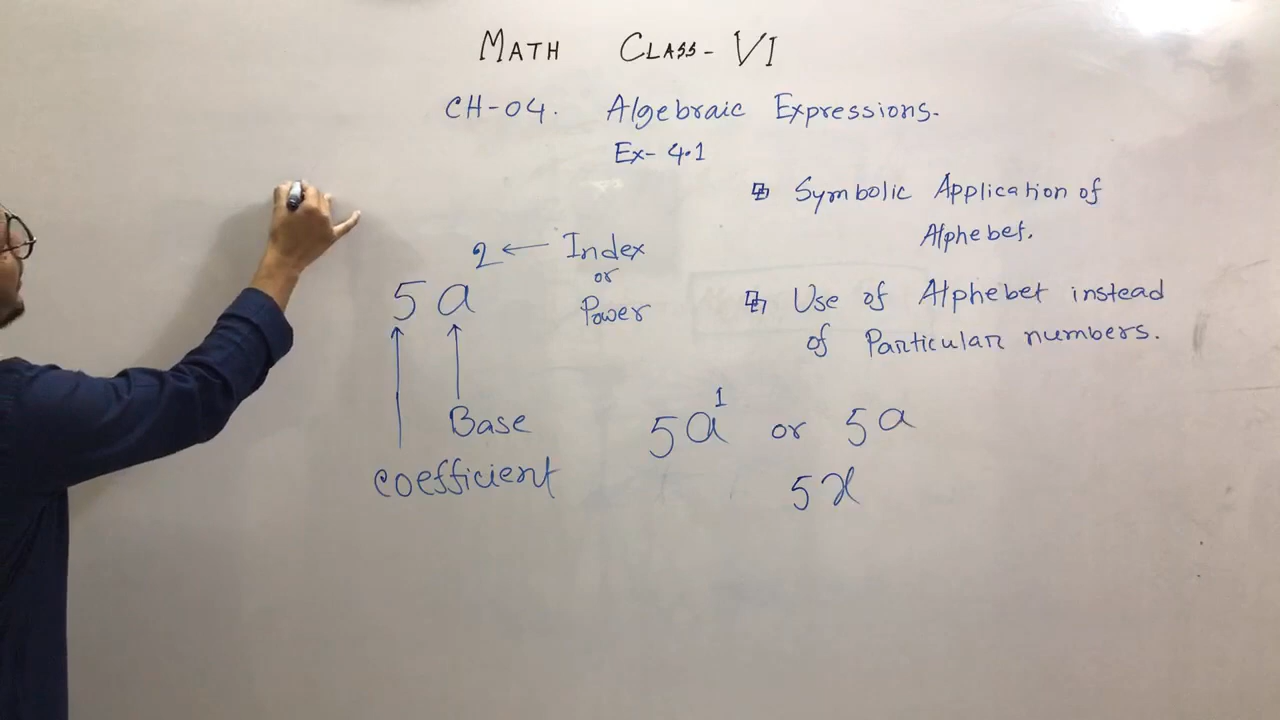 MATH CLASS-VI
CH-04. Algebraic Expressions.
Ex- 4.1
Symbolic Application of
Alphebet.
2 ← Index
or
Power
5 a
Use of Alphebet instead
of Particular numbers.
Base
coefficient
5a¹ or 5a
5x